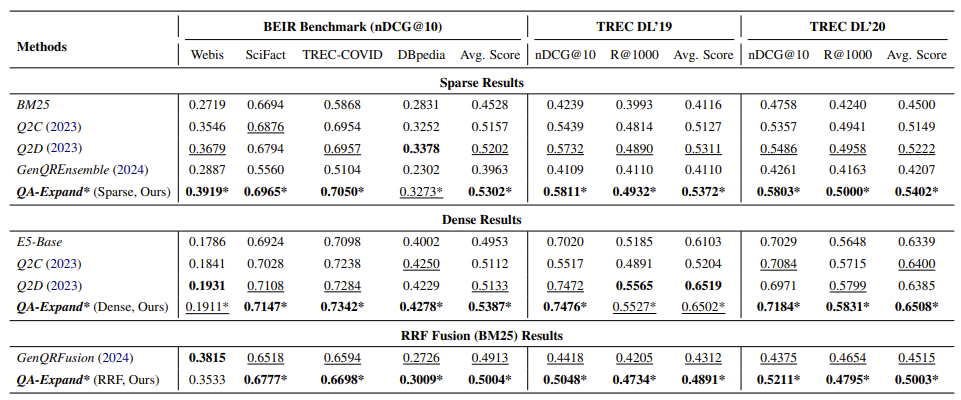 Methods BEIR Benchmark (nDCG@10) TREC DL'19 TREC DL'20
Webis SciFact TREC-COVID DBpedia Avg. Score nDCG@10 R@1000 Avg. Score nDCG@10 R@1000 Avg. Score
Sparse Results
BM25 0.2719 0.6694 0.5868 0.2831 0.4528 0.4239 0.3993 0.4116 0.4758 0.4240 0.4500
Q2C (2023) 0.3546 0.6876 0.6954 0.3252 0.5157 0.5439 0.4814 0.5127 0.5357 0.4941 0.5149
Q2D (2023) 0.3679 0.6794 0.6957 0.3378 0.5202 0.5732 0.4890 0.5311 0.5486 0.4958 0.5222
GenQREnsemble (2024) 0.2887 0.5560 0.5104 0.2302 0.3963 0.4109 0.4110 0.4110 0.4261 0.4163 0.4207
QA-Expand* (Sparse, Ours) 0.3919* 0.6965* 0.7050* 0.3273* 0.5302* 0.5811* 0.4932* 0.5372* 0.5803* 0.5000* 0.5402*
Dense Results
E5-Base 0.1786 0.6924 0.7098 0.4002 0.4953 0.7020 0.5185 0.6103 0.7029 0.5648 0.6339
Q2C (2023) 0.1841 0.7028 0.7238 0.4250 0.5112 0.5517 0.4891 0.5204 0.7084 0.5715 0.6400
Q2D (2023) 0.1931 0.7108 0.7284 0.4229 0.5133 0.7472 0.5565 0.6519 0.6971 0.5799 0.6385
QA-Expand* (Dense, Ours) 0.1911* 0.7147* 0.7342* 0.4278* 0.5387* 0.7476* 0.5527* 0.6502* 0.7184* 0.5831* 0.6508*
RRF Fusion (BM25) Results
GenQRFusion (2024) 0.3815 0.6518 0.6594 0.2726 0.4913 0.4418 0.4205 0.4312 0.4375 0.4654 0.4515
QA-Expand* (RRF, Ours) 0.3533 0.6777* 0.6698* 0.3009* 0.5004* 0.5048* 0.4734* 0.4891* 0.5211* 0.4795* 0.5003*